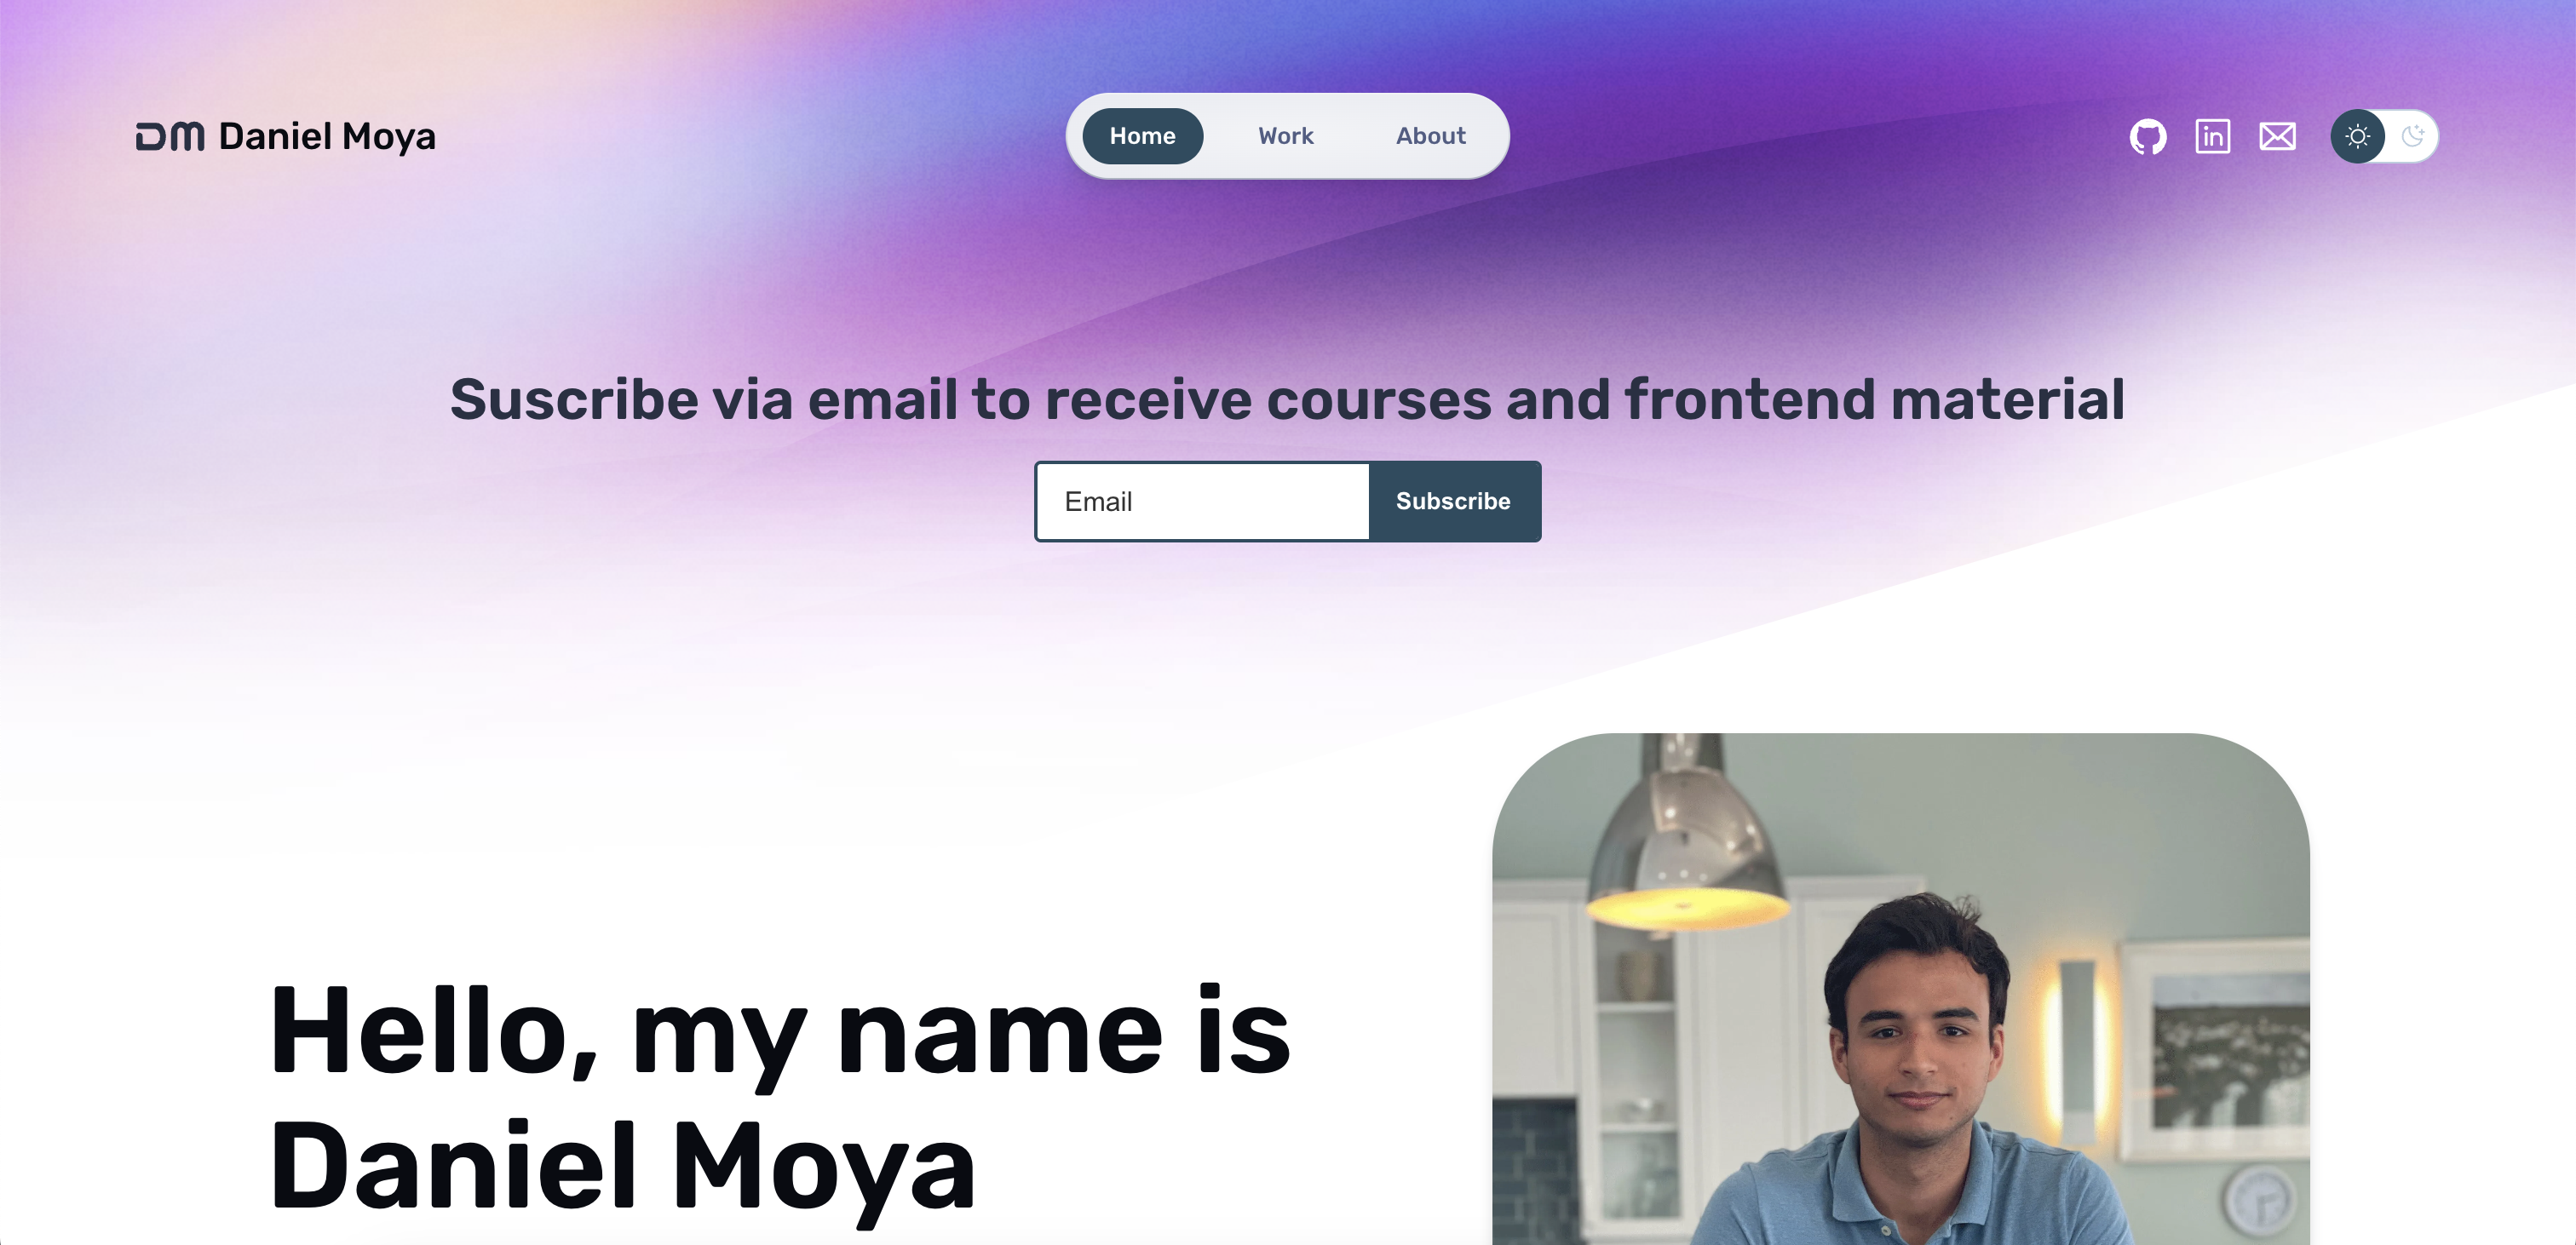 DM Daniel Moya
Home Work About
in
Suscribe via email to receive courses and frontend material
Email Subscribe
Hello, my name is
Daniel Moya